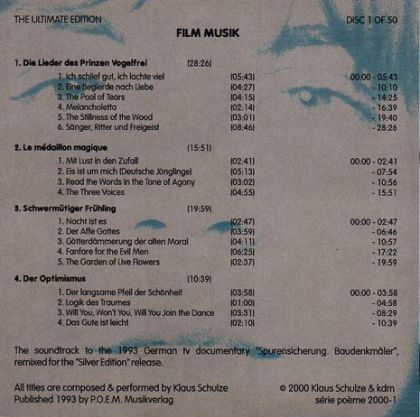 THE ULTIMATE EDITION DISC 1 OF 50
FILM MUSIK
1. Die Lieder des Prinzen Vogelfrei (28:26)
1. Ich schlief gut, ich lachte viel (05:43) 00:00 - 05:43
2. Eine Begierde nach Liebe (04:27) - 10:10
3. The Pool of Tears (04:15) - 14:25
4. Melancholetta (02:14) - 16:39
5. The Stillness of the Wood (03:01) - 19:40
6. Sänger, Ritter und Freigeist (08:46) - 28:26
2. Le médaillon magique (15:51)
1. Mit Lust in den Zufall (02:41) 00:00 - 02:41
2. Eis ist um mich (Deutsche Jünglinge) (05:13) - 07:54
3. Read the Words in the Tone of Agony (03:02) - 10:56
4. The Three Voices (04:55) - 15:51
3. Schwermütiger Frühling (19:59)
1. Nacht ist es (02:47) 00:00 - 02:47
2. Der Affe Gottes (03:59) - 06:46
3. Götterdämmerung der alten Moral (04:11) - 10:57
4. Fanfare for the Evil Men (06:25) - 17:22
5. The Garden of Live Flowers (02:37) - 19:59
4. Der Optimismus (10:39)
1. Der langsame Pfeil der Schönheit (03:58) 00:00 - 03:58
2. Logik des Traumes (01:00) - 04:58
3. Will You, Won't You, Will You Join the Dance (03:31) - 08:29
4. Das Gute ist leicht (02:10) - 10:39
The soundtrack to the 1993 German tv documentary "Spurensicherung. Baudenkmäler",
remixed for the "Silver Edition" release.
All titles are composed & performed by Klaus Schulze © 2000 Klaus Schulze & kdm
Published 1993 by P.O.E.M. Musikverlag série poème 2000-1